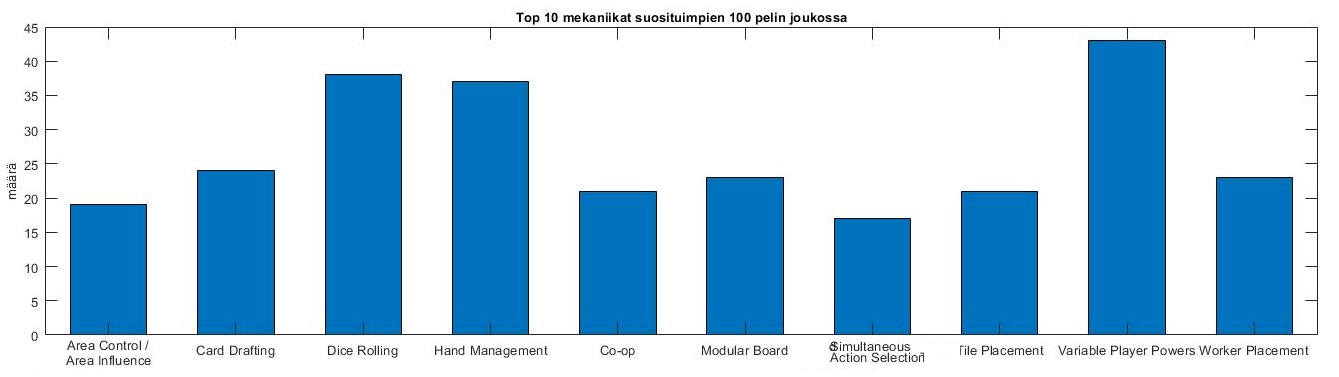 Top 10 mekaniikat suosituimpien 100 pelin joukossa
45
40
35
30
25
20
15
10
5
0
määrä
Area Control /
Area Influence
Card Drafting
Dice Rolling
Hand Management
Co-op
Modular Board
Simultaneous
Action Selection
Tile Placement
Variable Player Powers
Worker Placement